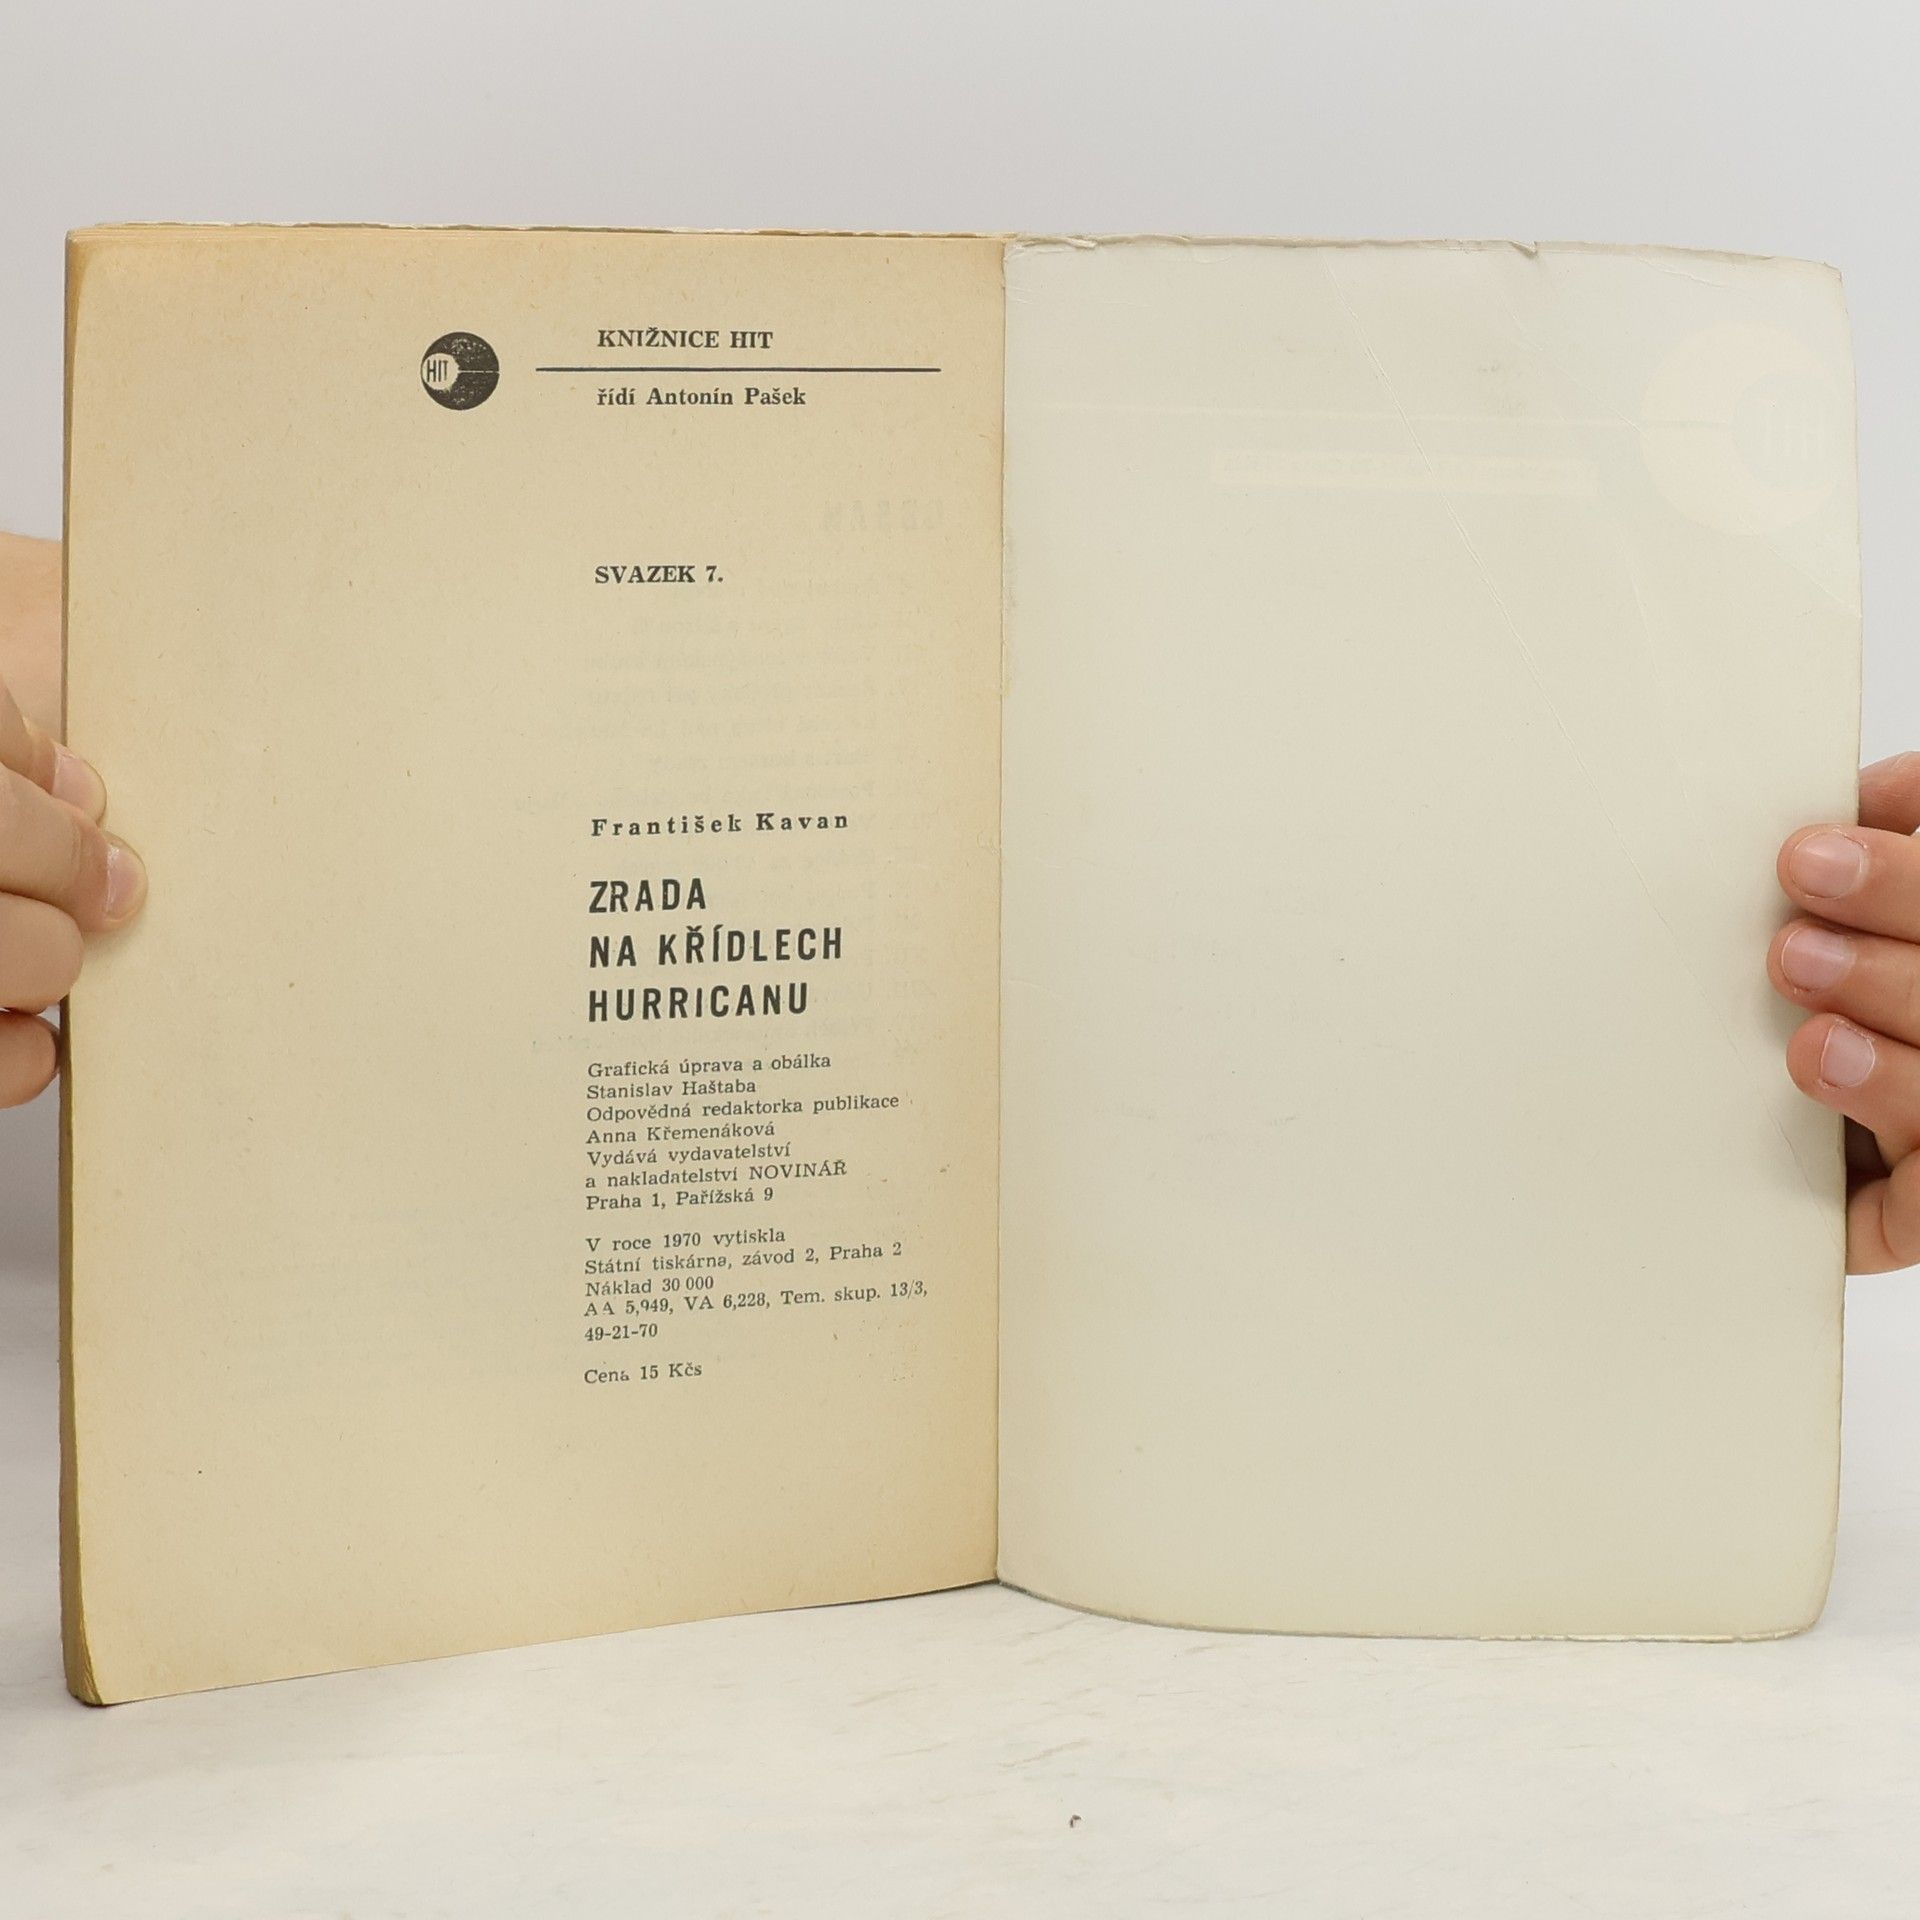 KNIŽNICE HIT
HIT
řídí Antonín Pašek
SVAZEK 7.
František Kavan
ZRADA
NA KŘÍDLECH
HURRICANU
Grafická úprava a obálka
Stanislav Haštaba
Odpovědná redaktorka publikace
Anna Křemenáková
Vydává vydavatelství
a nakladatelství NOVINÁŘ
Praha 1, Pařížská 9
V roce 1970 vytiskla
Státní tiskárna, závod 2, Praha 2
Náklad 30 000
AA 5,949, VA 6,228, Tem. skup. 13/3,
49-21-70
Cena 15 Kčs